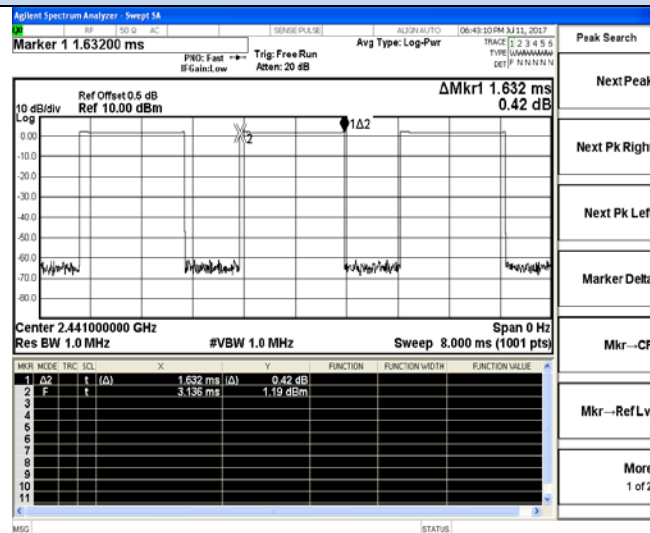 Agilent Spectrum Analyzer - Swept SA
RF 50 Ω AC SENSE:PULSE ALIGN AUTO 06:43:10 PM Jul 11, 2017
Marker 1 1.63200 ms
PNO: Fast
IFGain:Low
Trig: Free Run
Atten: 20 dB
Avg Type: Log-Pwr
TRACE 1 2 3 4 5 6
TYPE
DET P N N N N N
ΔMkr1 1.632 ms
0.42 dB
Ref Offset 0.5 dB
10 dB/div Ref 10.00 dBm
Log
0.00
-10.0
-20.0
-30.0
-40.0
-50.0
-60.0
-70.0
-80.0
2
1Δ2
Center 2.441000000 GHz Span 0 Hz
Res BW 1.0 MHz #VBW 1.0 MHz Sweep 8.000 ms (1001 pts)
MKR MODE TRC SCL X Y FUNCTION FUNCTION WIDTH FUNCTION VALUE
1 Δ2 t (Δ) 1.632 ms (Δ) 0.42 dB
2 F t 3.136 ms 1.19 dBm
3
4
5
6
7
8
9
10
11
MSG STATUS
Peak Search
Next Peak
Next Pk Right
Next Pk Left
Marker Delta
Mkr→CF
Mkr→Ref Lv
More
1 of 2